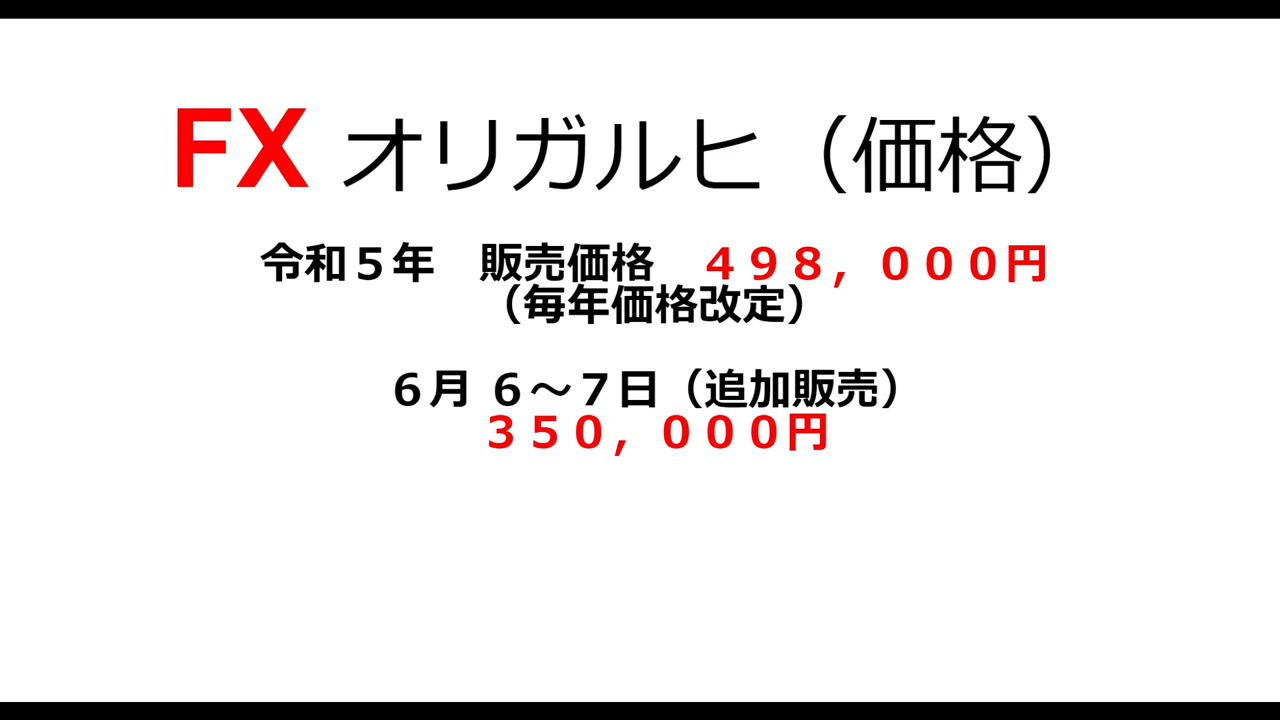 FX オリガルヒ（価格）
令和５年　販売価格　４９８，０００円
（毎年価格改定）
６月 ６～７日（追加販売）
３５０，０００円